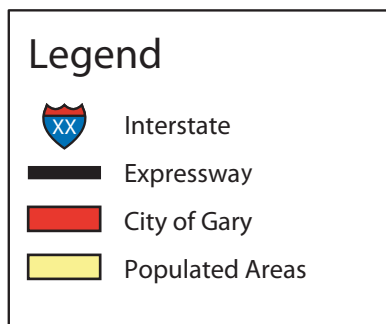 Legend
XX
Interstate
Expressway
City of Gary
Populated Areas